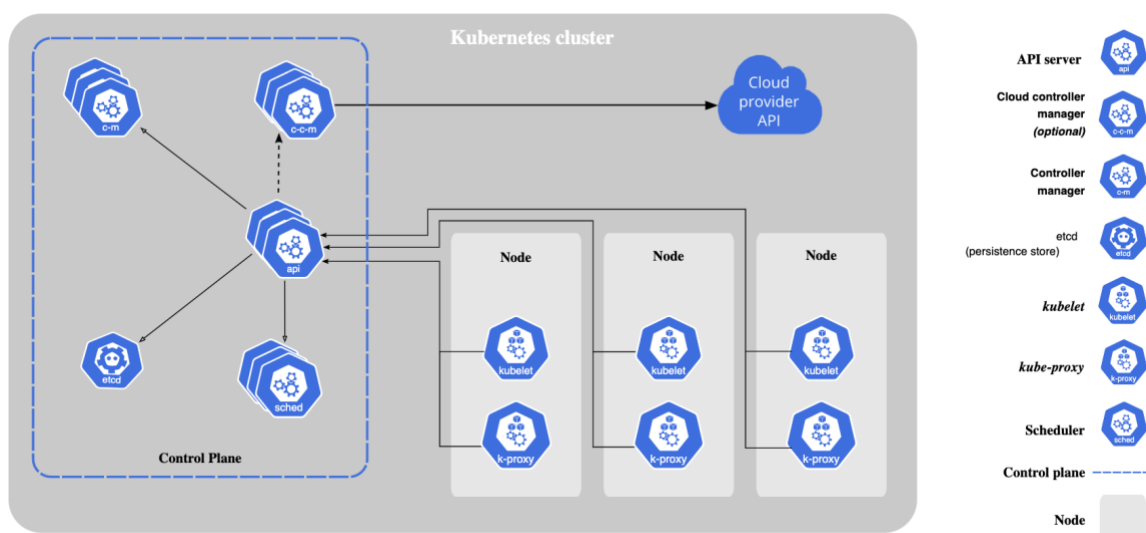 Kubernetes cluster
c-m
c-c-m
Cloud
provider
API
api
etcd
sched
Control Plane
Node
Node
Node
kubelet
kubelet
kubelet
k-proxy
k-proxy
k-proxy
API server
api
Cloud controller
manager
(optional)
c-c-m
Controller
manager
c-m
etcd
(persistence store)
etcd
kubelet
kubelet
kube-proxy
k-proxy
Scheduler
sched
Control plane
Node